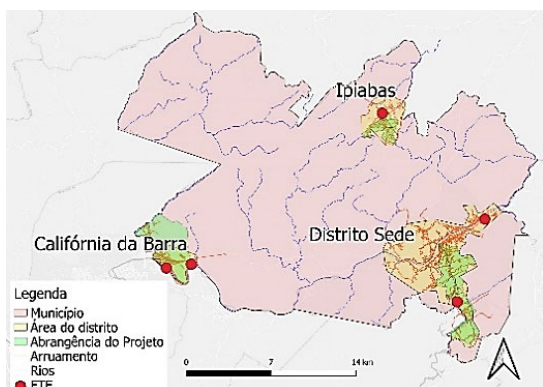 Ipiabas
Distrito Sede
Califórnia da Barra
Legenda
Município
Área do distrito
Abrangência do Projeto
Arruamento
Rios
ETE
0 7 14 km